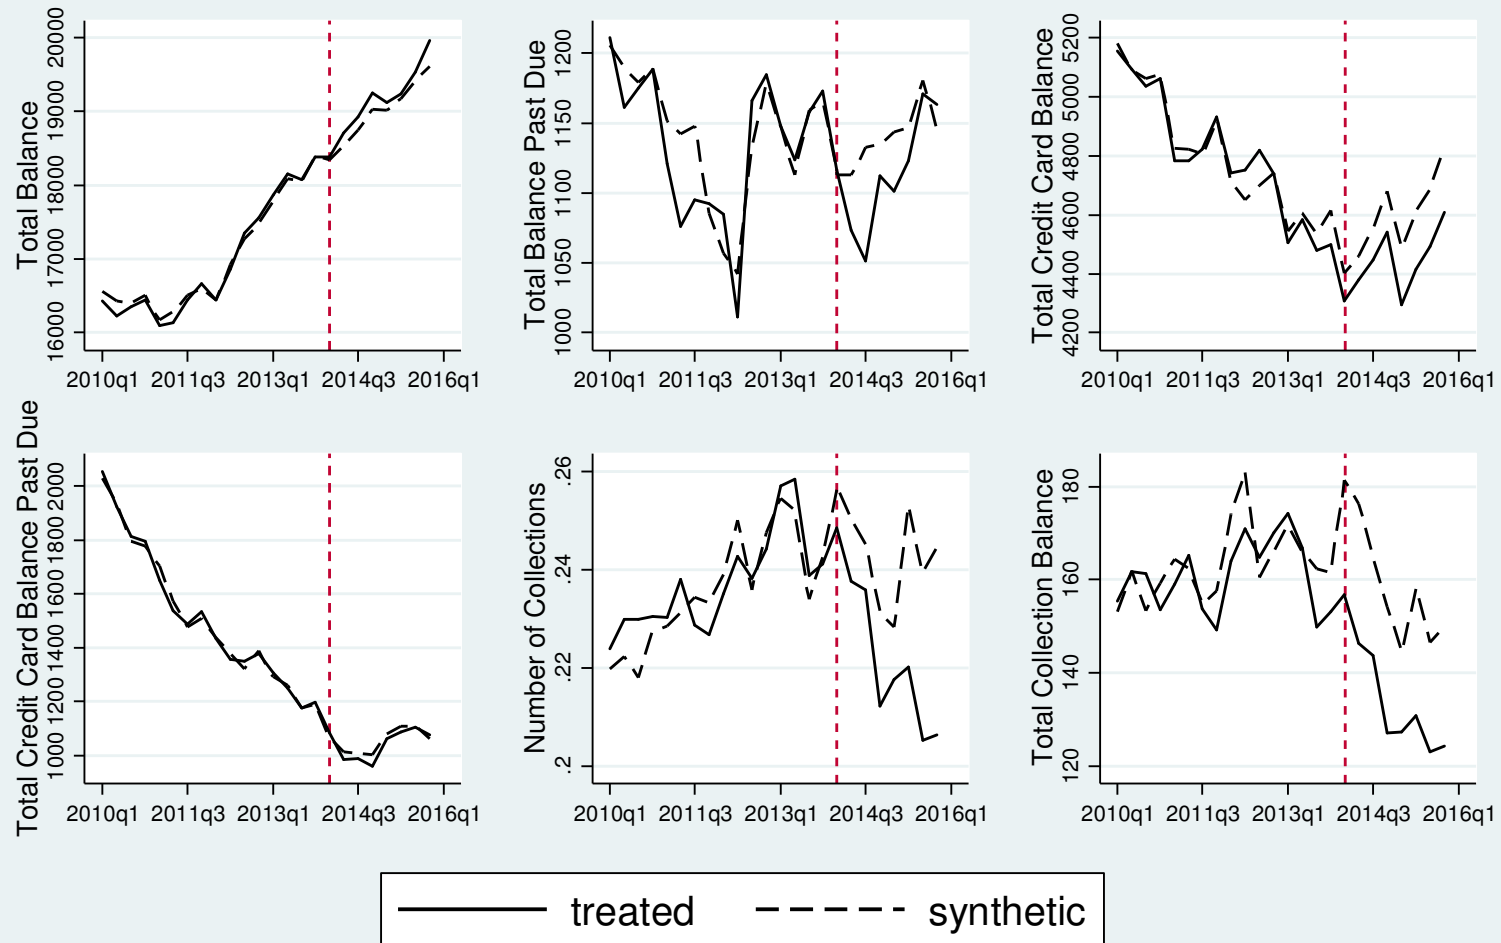 Total Balance
20000
19000
18000
17000
16000
2010q1 2011q3 2013q1 2014q3 2016q1
Total Balance Past Due
1200
1150
1100
1050
1000
2010q1 2011q3 2013q1 2014q3 2016q1
Total Credit Card Balance
5200
5000
4800
4600
4400
4200
2010q1 2011q3 2013q1 2014q3 2016q1
Total Credit Card Balance Past Due
2000
1800
1600
1400
1200
1000
2010q1 2011q3 2013q1 2014q3 2016q1
Number of Collections
.26
.24
.22
.2
2010q1 2011q3 2013q1 2014q3 2016q1
Total Collection Balance
180
160
140
120
2010q1 2011q3 2013q1 2014q3 2016q1
treated synthetic